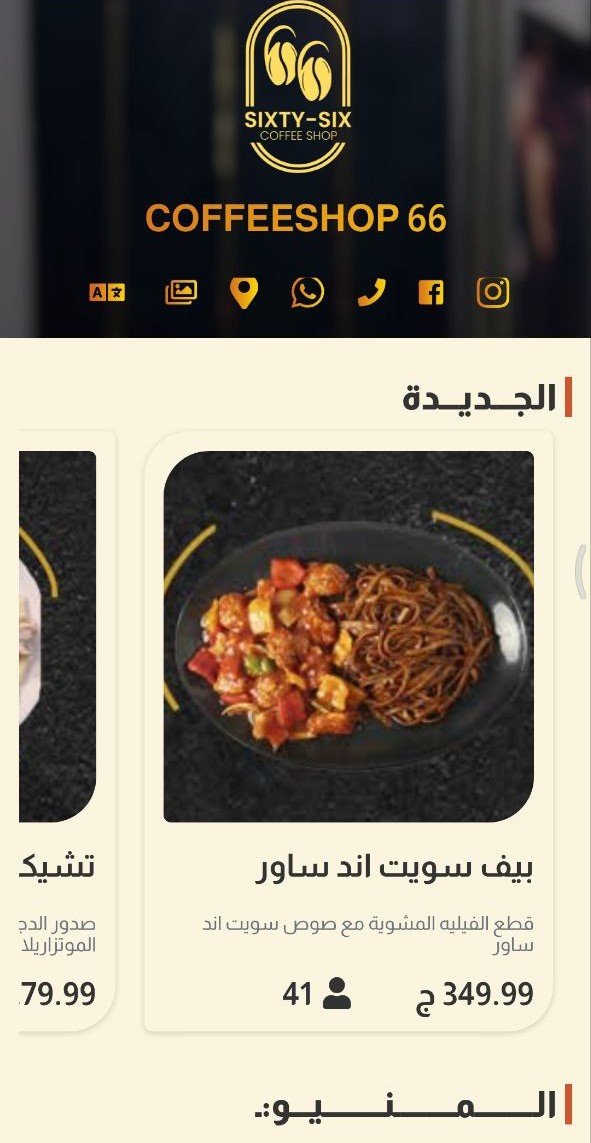 SIXTY-SIX
COFFEE SHOP
COFFEESHOP 66
الجـديـدة
بيف سويت اند ساور
قطع الفيليه المشوية مع صوص سويت اند
ساور
349.99 ج
41
تشيك
صدور الدج
الموتزاريلا
79.99
الـمـنـيـو:ـ